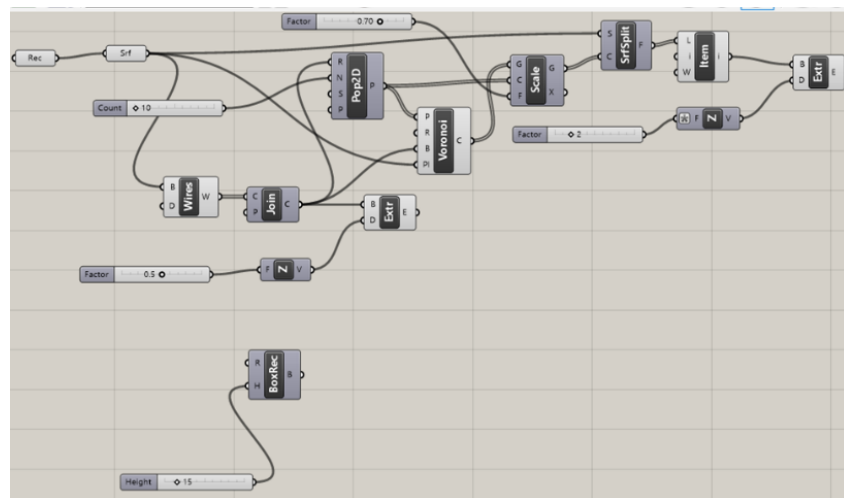 Factor 0.70
Rec
Srf
S
C
SrfSplit
F
L
i
W
Item
i
B
D
Extr
E
R
N
S
P
Pop2D
P
G
C
F
Scale
G
X
Count 10
P
R
B
Pl
Voronoi
C
Factor 2
F
Z
V
B
D
Wires
W
C
P
Join
C
B
D
Extr
E
Factor 0.5
F
Z
V
R
H
BoxRec
B
Height 15